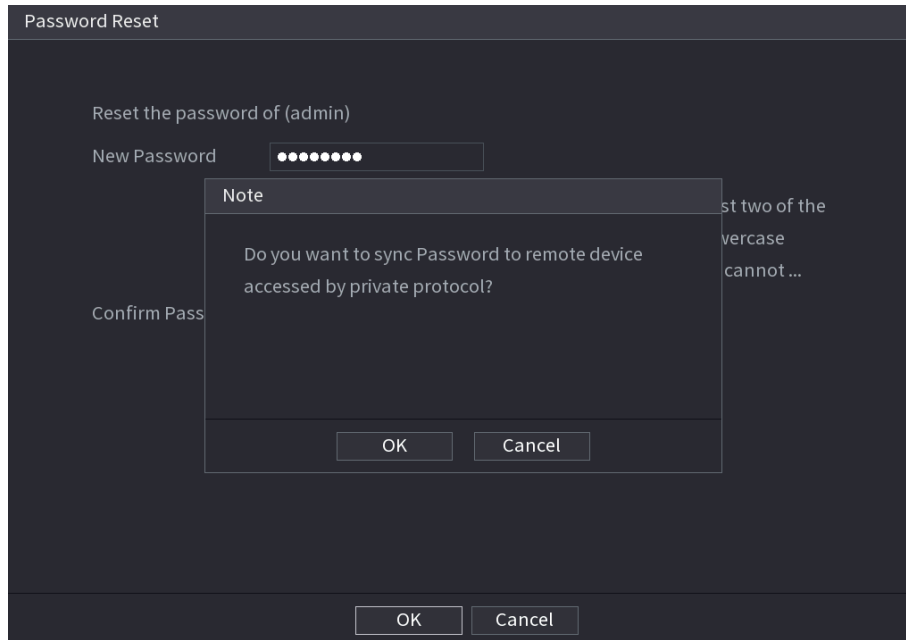 Password Reset
Reset the password of (admin)
New Password ●●●●●●●●
Note
st two of the
Do you want to sync Password to remote device
vercase
accessed by private protocol?
cannot ...
Confirm Pass
OK Cancel
OK Cancel